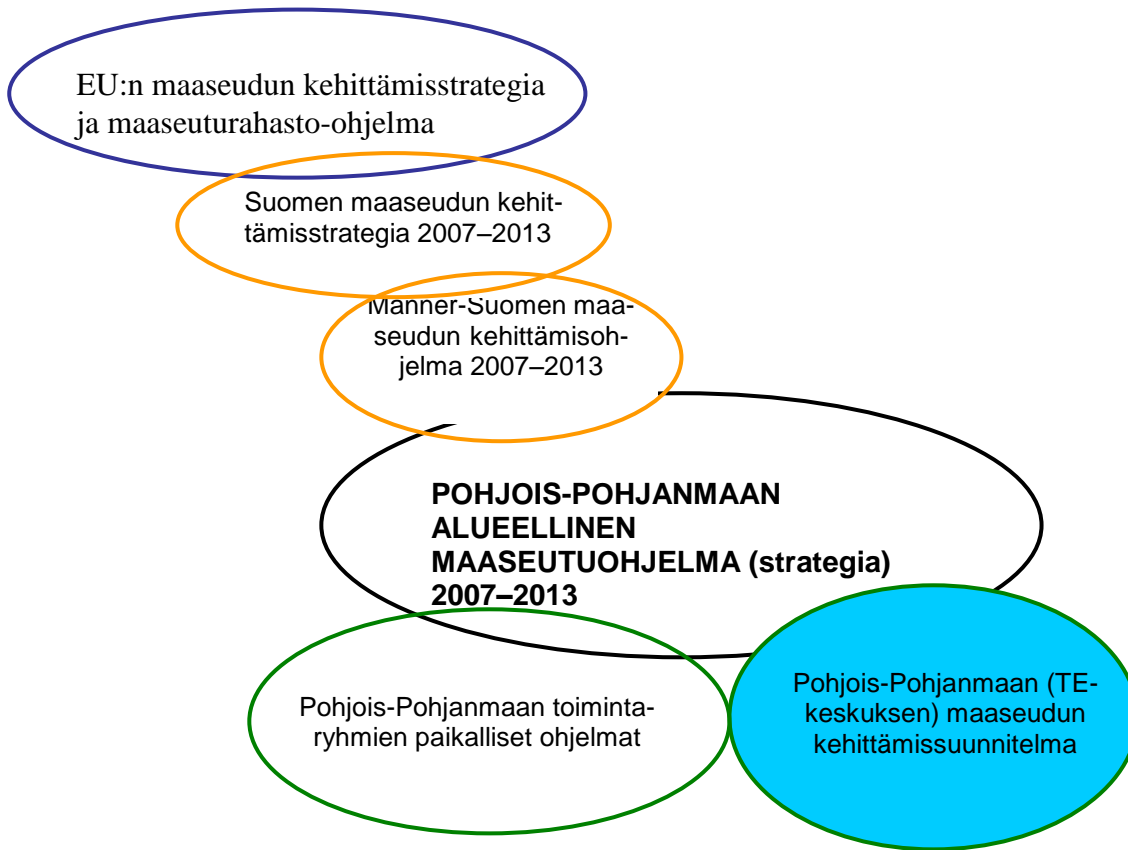 EU:n maaseudun kehittämisstrategia
ja maaseuturahasto-ohjelma
Suomen maaseudun kehit-
tämisstrategia 2007–2013
Manner-Suomen maa-
seudun kehittämisoh-
jelma 2007–2013
POHJOIS-POHJANMAAN
ALUEELLINEN
MAASEUTUOHJELMA (strategia)
2007–2013
Pohjois-Pohjanmaan toiminta-
ryhmien paikalliset ohjelmat
Pohjois-Pohjanmaan (TE-
keskuksen) maaseudun
kehittämissuunnitelma